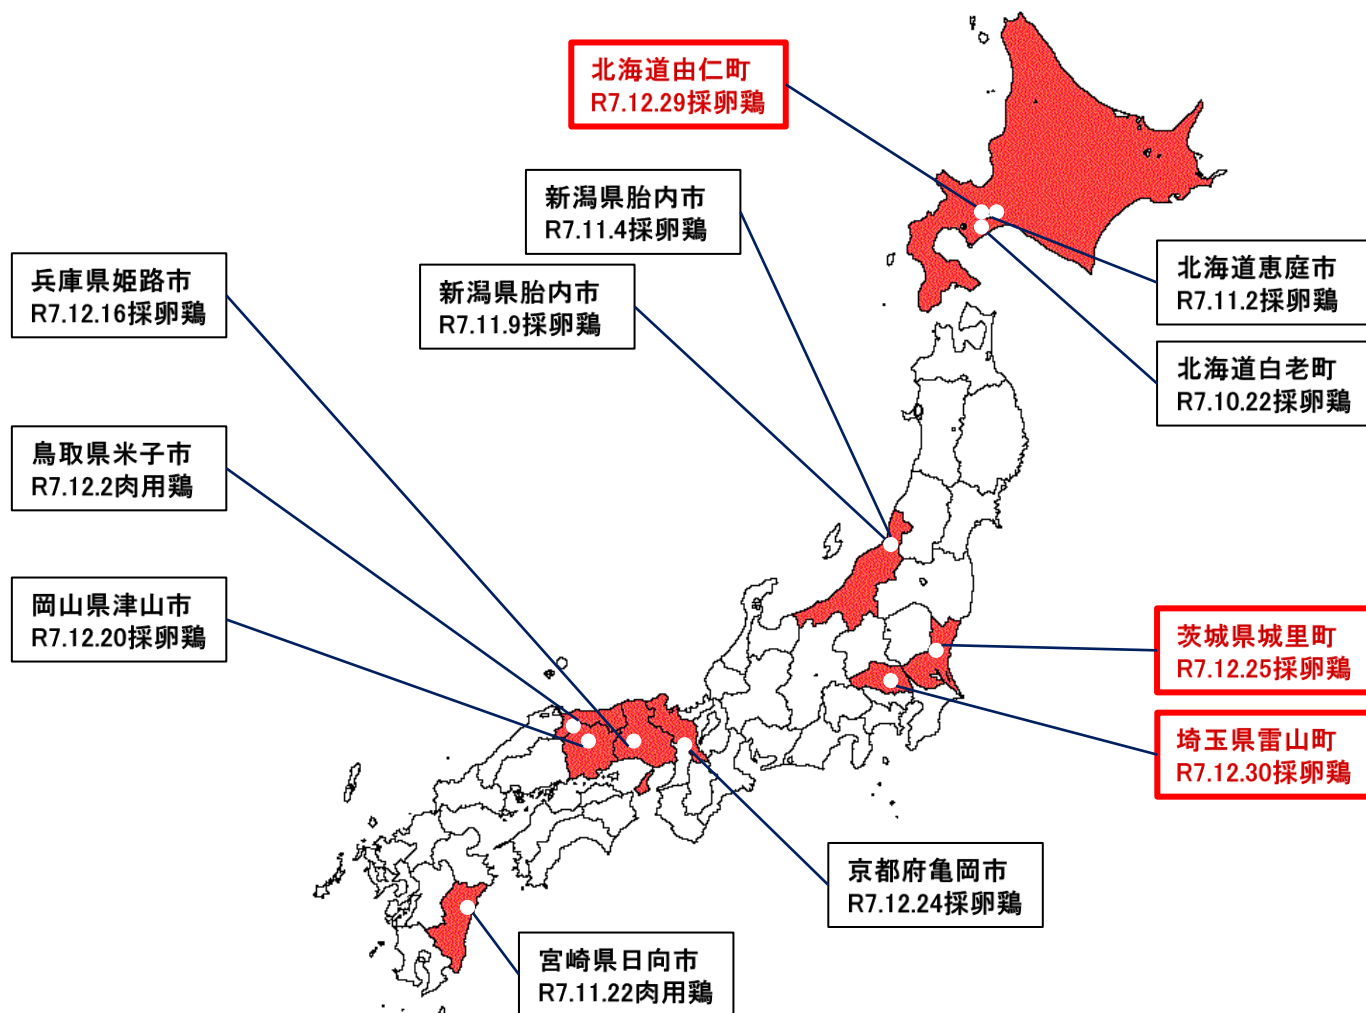 北海道由仁町
R7.12.29採卵鶏
新潟県胎内市
R7.11.4採卵鶏
北海道恵庭市
R7.11.2採卵鶏
兵庫県姫路市
R7.12.16採卵鶏
新潟県胎内市
R7.11.9採卵鶏
北海道白老町
R7.10.22採卵鶏
鳥取県米子市
R7.12.2肉用鶏
岡山県津山市
R7.12.20採卵鶏
茨城県城里町
R7.12.25採卵鶏
埼玉県雷山町
R7.12.30採卵鶏
京都府亀岡市
R7.12.24採卵鶏
宮崎県日向市
R7.11.22肉用鶏